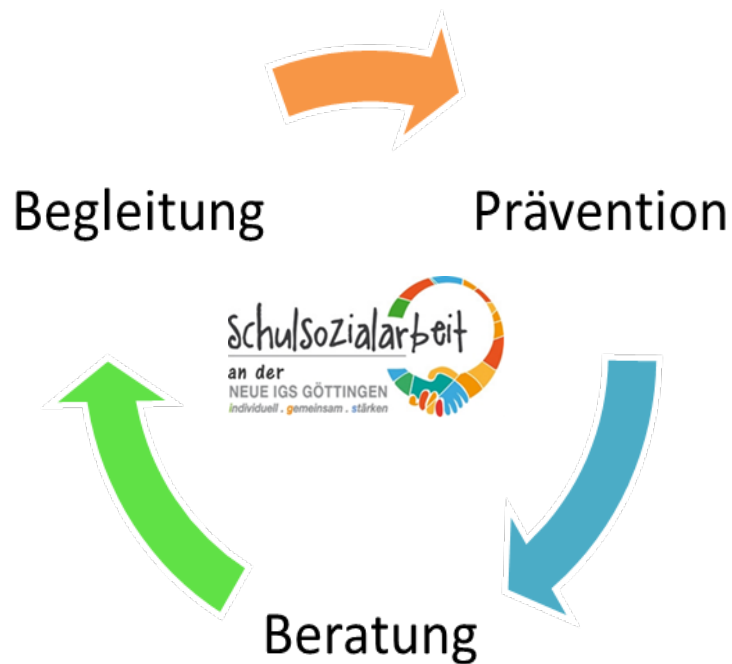 Begleitung
Prävention
Schulsozialarbeit
an der
NEUE IGS GÖTTINGEN
individuell . gemeinsam . stärken
Beratung